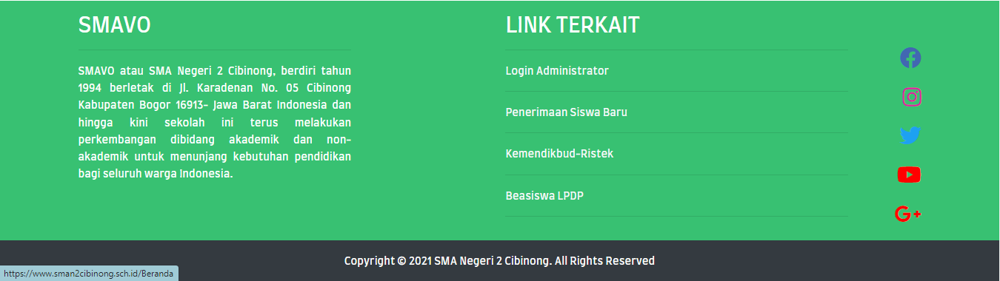 SMAVO
SMAVO atau SMA Negeri 2 Cibinong, berdiri tahun
1994 berletak di Jl. Karadenan No. 05 Cibinong
Kabupaten Bogor 16913- Jawa Barat Indonesia dan
hingga kini sekolah ini terus melakukan
perkembangan dibidang akademik dan non-
akademik untuk menunjang kebutuhan pendidikan
bagi seluruh warga Indonesia.
LINK TERKAIT
Login Administrator
Penerimaan Siswa Baru
Kemendikbud-Ristek
Beasiswa LPDP
G+
Copyright © 2021 SMA Negeri 2 Cibinong. All Rights Reserved
https://www.sman2cibinong.sch.id/Beranda